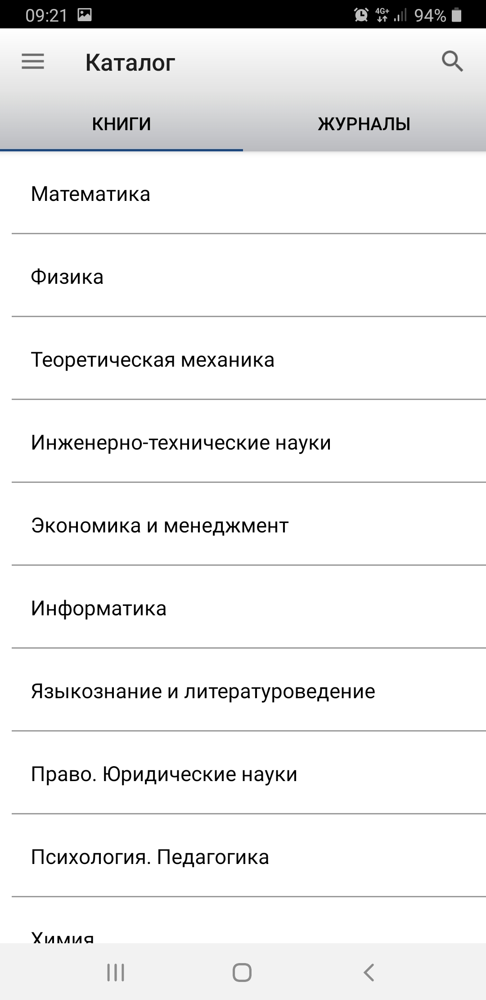 09:21 4G+ 94%
Каталог
КНИГИ ЖУРНАЛЫ
Математика
Физика
Теоретическая механика
Инженерно-технические науки
Экономика и менеджмент
Информатика
Языкознание и литературоведение
Право. Юридические науки
Психология. Педагогика
Химия